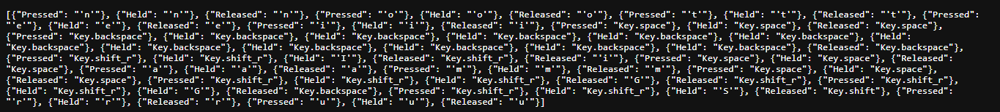 [{"Pressed": "'n'"}, {"Held": "'n'"}, {"Released": "'n'"}, {"Pressed": "'o'"}, {"Held": "'o'"}, {"Released": "'o'"}, {"Pressed": "'t'"}, {"Held": "'t'"}, {"Released": "'t'"}, {"Pressed":
"'e'"}, {"Held": "'e'"}, {"Released": "'e'"}, {"Pressed": "'i'"}, {"Held": "'i'"}, {"Released": "'i'"}, {"Pressed": "Key.space"}, {"Held": "Key.space"}, {"Released": "Key.space"},
{"Pressed": "Key.backspace"}, {"Held": "Key.backspace"}, {"Held": "Key.backspace"}, {"Held": "Key.backspace"}, {"Held": "Key.backspace"}, {"Held": "Key.backspace"}, {"Held":
"Key.backspace"}, {"Held": "Key.backspace"}, {"Held": "Key.backspace"}, {"Held": "Key.backspace"}, {"Held": "Key.backspace"}, {"Held": "Key.backspace"}, {"Released": "Key.backspace"},
{"Pressed": "Key.shift_r"}, {"Held": "Key.shift_r"}, {"Held": "'I'"}, {"Released": "Key.shift_r"}, {"Released": "'i'"}, {"Pressed": "Key.space"}, {"Held": "Key.space"}, {"Released":
"Key.space"}, {"Pressed": "'a'"}, {"Held": "'a'"}, {"Released": "'a'"}, {"Pressed": "'m'"}, {"Held": "'m'"}, {"Released": "'m'"}, {"Pressed": "Key.space"}, {"Held": "Key.space"},
{"Released": "Key.space"}, {"Pressed": "Key.shift_r"}, {"Held": "Key.shift_r"}, {"Held": "Key.shift_r"}, {"Released": "'G'"}, {"Released": "Key.shift_r"}, {"Pressed": "Key.shift_r"},
{"Held": "Key.shift_r"}, {"Held": "'G'"}, {"Released": "Key.backspace"}, {"Pressed": "Key.shift_r"}, {"Held": "Key.shift_r"}, {"Held": "'S'"}, {"Released": "Key.shift"}, {"Pressed":
"'r'"}, {"Held": "'r'"}, {"Released": "'r'"}, {"Pressed": "'u'"}, {"Held": "'u'"}, {"Released": "'u'"}]